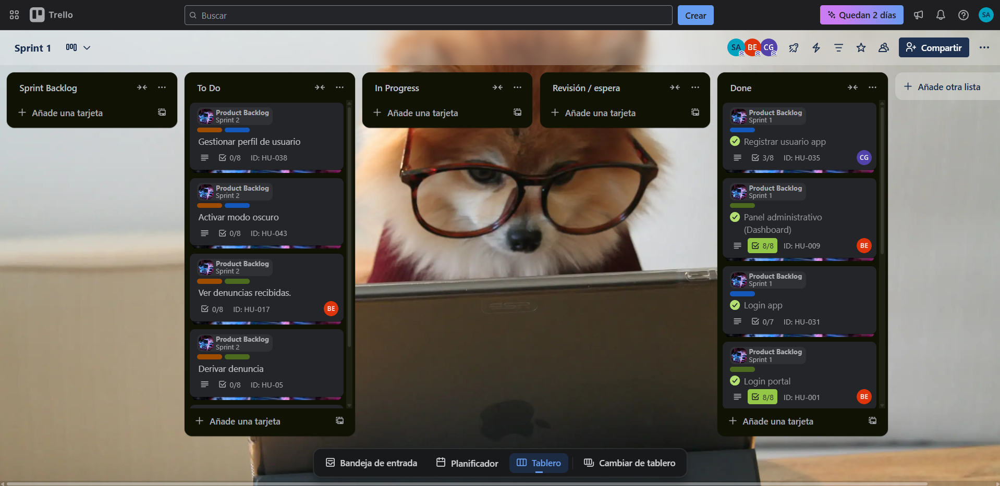 Trello
Buscar
Crear
Quedan 2 días
SA
Sprint 1
SA
BE
CG
Compartir
Sprint Backlog
Añade una tarjeta
To Do
Product Backlog
Sprint 2
Gestionar perfil de usuario
0/8
ID: HU-038
Product Backlog
Sprint 2
Activar modo oscuro
0/8
ID: HU-043
Product Backlog
Sprint 2
Ver denuncias recibidas.
0/8
ID: HU-017
BE
Product Backlog
Sprint 2
Derivar denuncia
0/8
ID: HU-05
Añade una tarjeta
In Progress
Añade una tarjeta
Revisión / espera
Añade una tarjeta
Done
Product Backlog
Sprint 1
Registrar usuario app
3/8
ID: HU-035
CG
Product Backlog
Sprint 1
Panel administrativo
(Dashboard)
8/8
ID: HU-009
BE
Product Backlog
Sprint 1
Login app
0/7
ID: HU-031
Product Backlog
Sprint 1
Login portal
8/8
ID: HU-001
BE
Añade una tarjeta
Añade otra lista
ESR
Bandeja de entrada
Planificador
Tablero
Cambiar de tablero